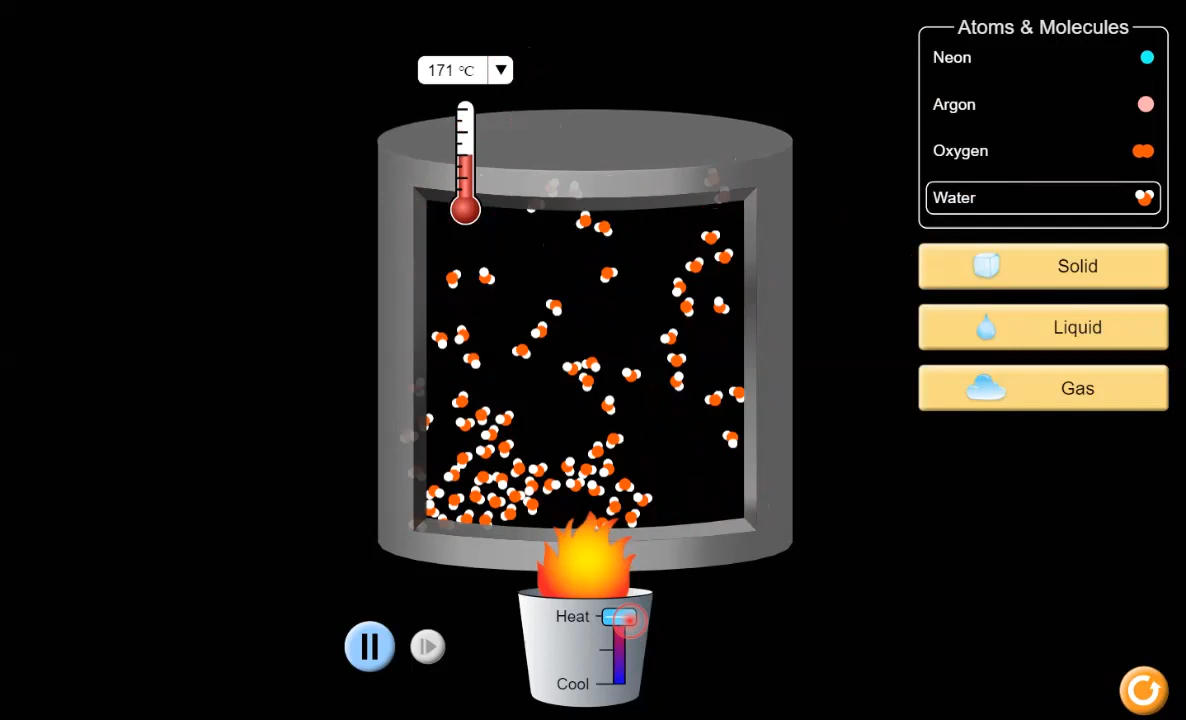 171 °C
Atoms & Molecules
Neon
Argon
Oxygen
Water
Solid
Liquid
Gas
Heat
Cool